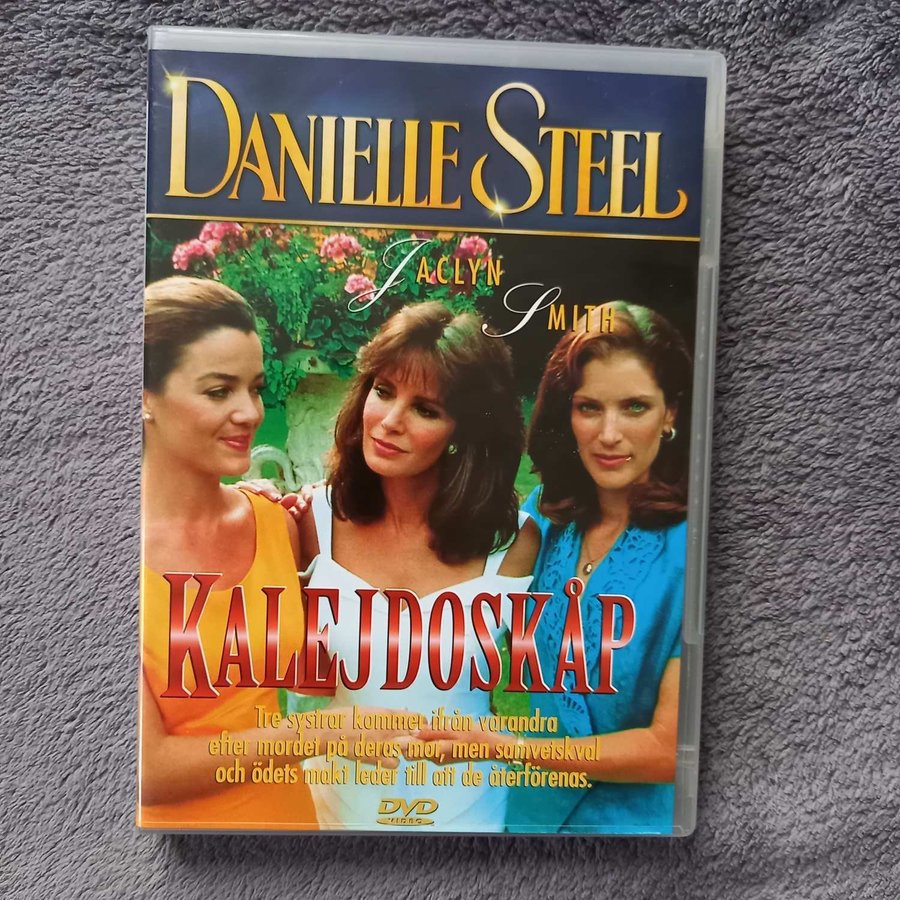 DANIELLE STEEL
JACLYN
SMITH
KALEJDOSKÅP
Tre systrar kommer ifrån varandra
efter mordet på deras mor, men samvetskval
och ödets makt leder till att de återförenas.
DVD
VIDEO